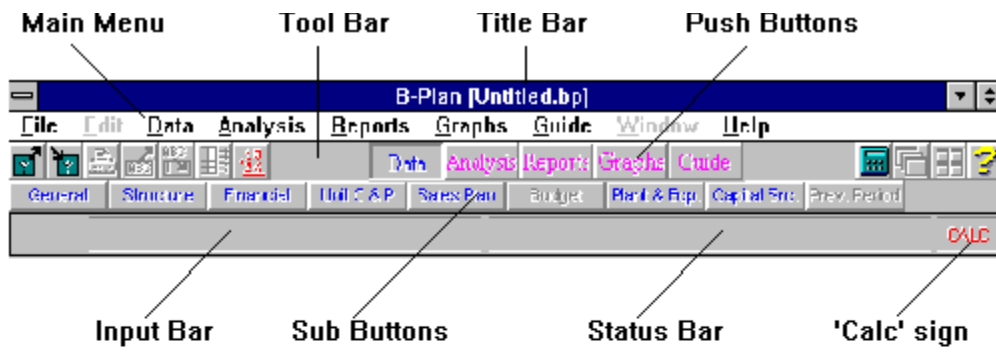 Main Menu Tool Bar Title Bar Push Buttons
B-Plan [Untitled.bp]
File Edit Data Analysis Reports Graphs Guide Window Help
Data Analysis Reports Graphs Guide
General Structure Financial Unit C & P Sales Plan Budget Plant & Eqp. Capital Src. Prev. Period
CALC
Input Bar Sub Buttons Status Bar 'Calc' sign